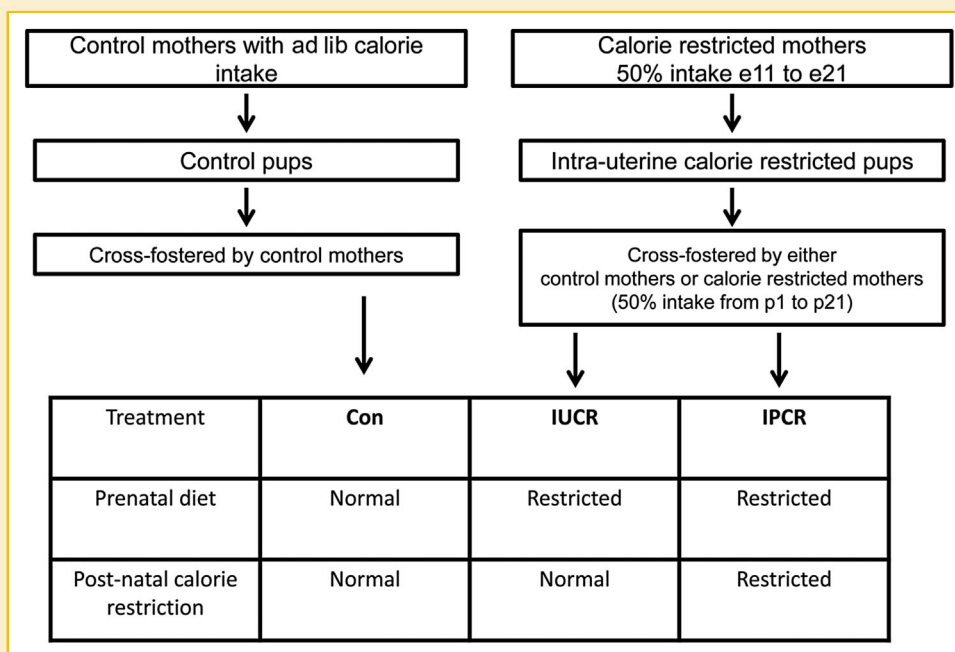 Control mothers with ad lib calorie
intake
Calorie restricted mothers
50% intake e11 to e21
Control pups
Intra-uterine calorie restricted pups
Cross-fostered by control mothers
Cross-fostered by either
control mothers or calorie restricted mothers
(50% intake from p1 to p21)
Treatment Con IUCR IPCR
Prenatal diet Normal Restricted Restricted
Post-natal calorie
restriction Normal Normal Restricted